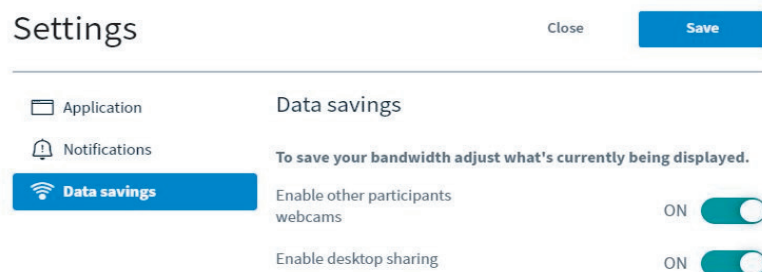 Settings
Close
Save
Application
Notifications
Data savings
Data savings
To save your bandwidth adjust what's currently being displayed.
Enable other participants
webcams
ON
Enable desktop sharing
ON